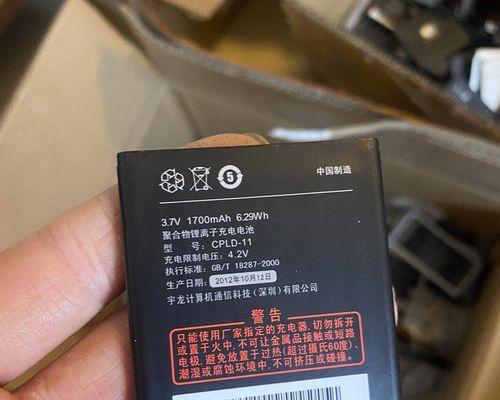 5
中国制造
3.7V 1700mAh 6.29Wh
聚合物锂离子充电电池
型 号: CPLD-11
充电限制电压: 4.2V
执行标准: GB/T 18287-2000
生产日期: 2012年10月12日
宇龙计算机通信科技(深圳)有限公司
警告
只能使用厂家指定的充电器,切勿拆开
或置于火中,不可让金属品接触或短路
电极,避免放置于过热(超过摄氏60度)、
潮湿或腐蚀环境中,不可挤压或碰撞.